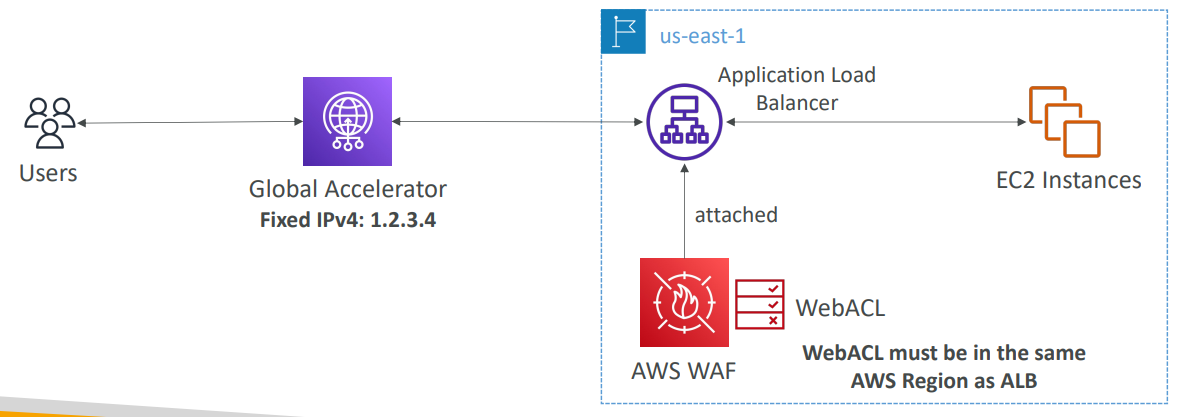 us-east-1
Application Load
Balancer
Users
Global Accelerator
Fixed IPv4: 1.2.3.4
EC2 Instances
attached
WebACL
AWS WAF
WebACL must be in the same
AWS Region as ALB